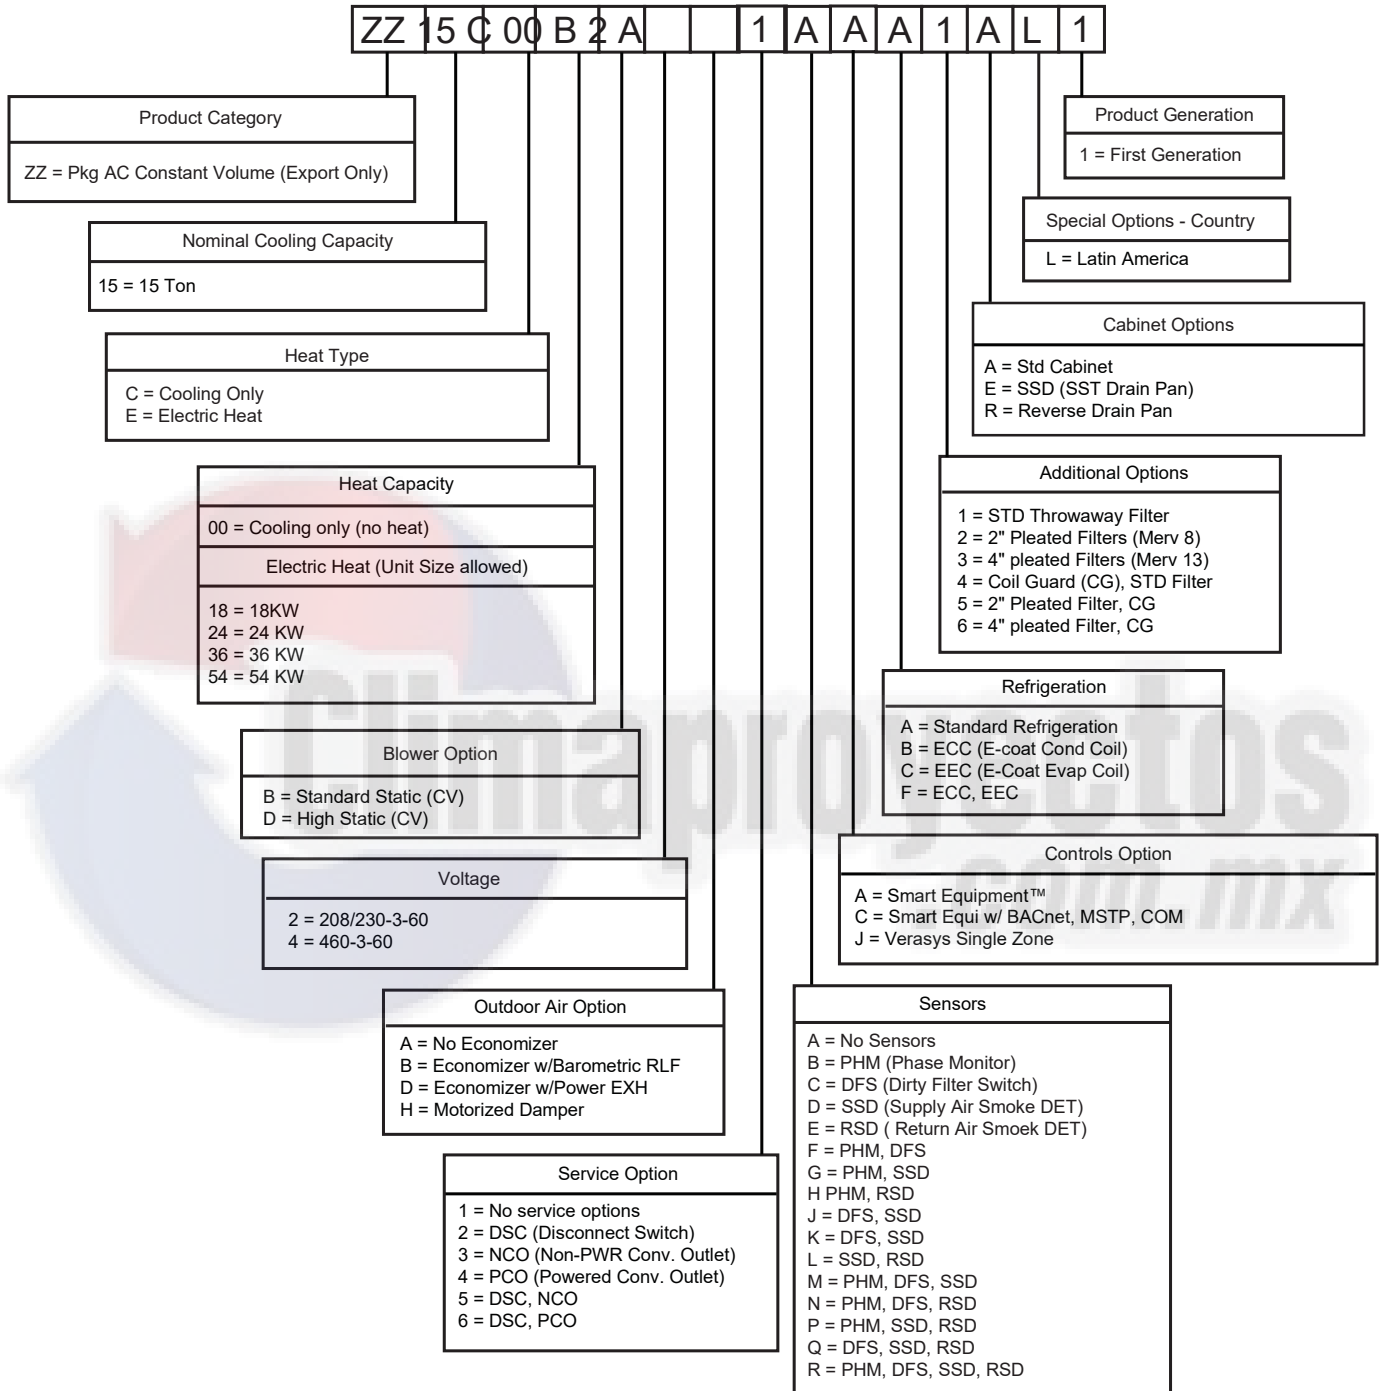 ZZ 15 C 00 B 2 A 1 A A A 1 A L 1
Product Category
ZZ = Pkg AC Constant Volume (Export Only)
Nominal Cooling Capacity
15 = 15 Ton
Heat Type
C = Cooling Only
E = Electric Heat
Heat Capacity
00 = Cooling only (no heat)
Electric Heat (Unit Size allowed)
18 = 18KW
24 = 24 KW
36 = 36 KW
54 = 54 KW
Blower Option
B = Standard Static (CV)
D = High Static (CV)
Voltage
2 = 208/230-3-60
4 = 460-3-60
Outdoor Air Option
A = No Economizer
B = Economizer w/Barometric RLF
D = Economizer w/Power EXH
H = Motorized Damper
Service Option
1 = No service options
2 = DSC (Disconnect Switch)
3 = NCO (Non-PWR Conv. Outlet)
4 = PCO (Powered Conv. Outlet)
5 = DSC, NCO
6 = DSC, PCO
Product Generation
1 = First Generation
Special Options - Country
L = Latin America
Cabinet Options
A = Std Cabinet
E = SSD (SST Drain Pan)
R = Reverse Drain Pan
Additional Options
1 = STD Throwaway Filter
2 = 2" Pleated Filters (Merv 8)
3 = 4" pleated Filters (Merv 13)
4 = Coil Guard (CG), STD Filter
5 = 2" Pleated Filter, CG
6 = 4" pleated Filter, CG
Refrigeration
A = Standard Refrigeration
B = ECC (E-coat Cond Coil)
C = EEC (E-Coat Evap Coil)
F = ECC, EEC
Controls Option
A = Smart Equipment™
C = Smart Equi w/ BACnet, MSTP, COM
J = Verasys Single Zone
Sensors
A = No Sensors
B = PHM (Phase Monitor)
C = DFS (Dirty Filter Switch)
D = SSD (Supply Air Smoke DET)
E = RSD ( Return Air Smoek DET)
F = PHM, DFS
G = PHM, SSD
H PHM, RSD
J = DFS, SSD
K = DFS, SSD
L = SSD, RSD
M = PHM, DFS, SSD
N = PHM, DFS, RSD
P = PHM, SSD, RSD
Q = DFS, SSD, RSD
R = PHM, DFS, SSD, RSD
Climaproyectos
.com.mx